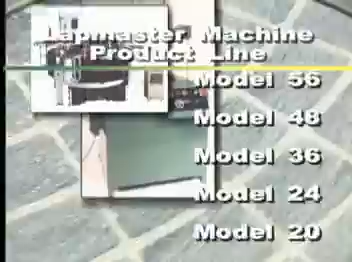 Lapmaster Machine
Product Line
Model 56
Model 48
Model 36
Model 24
Model 20